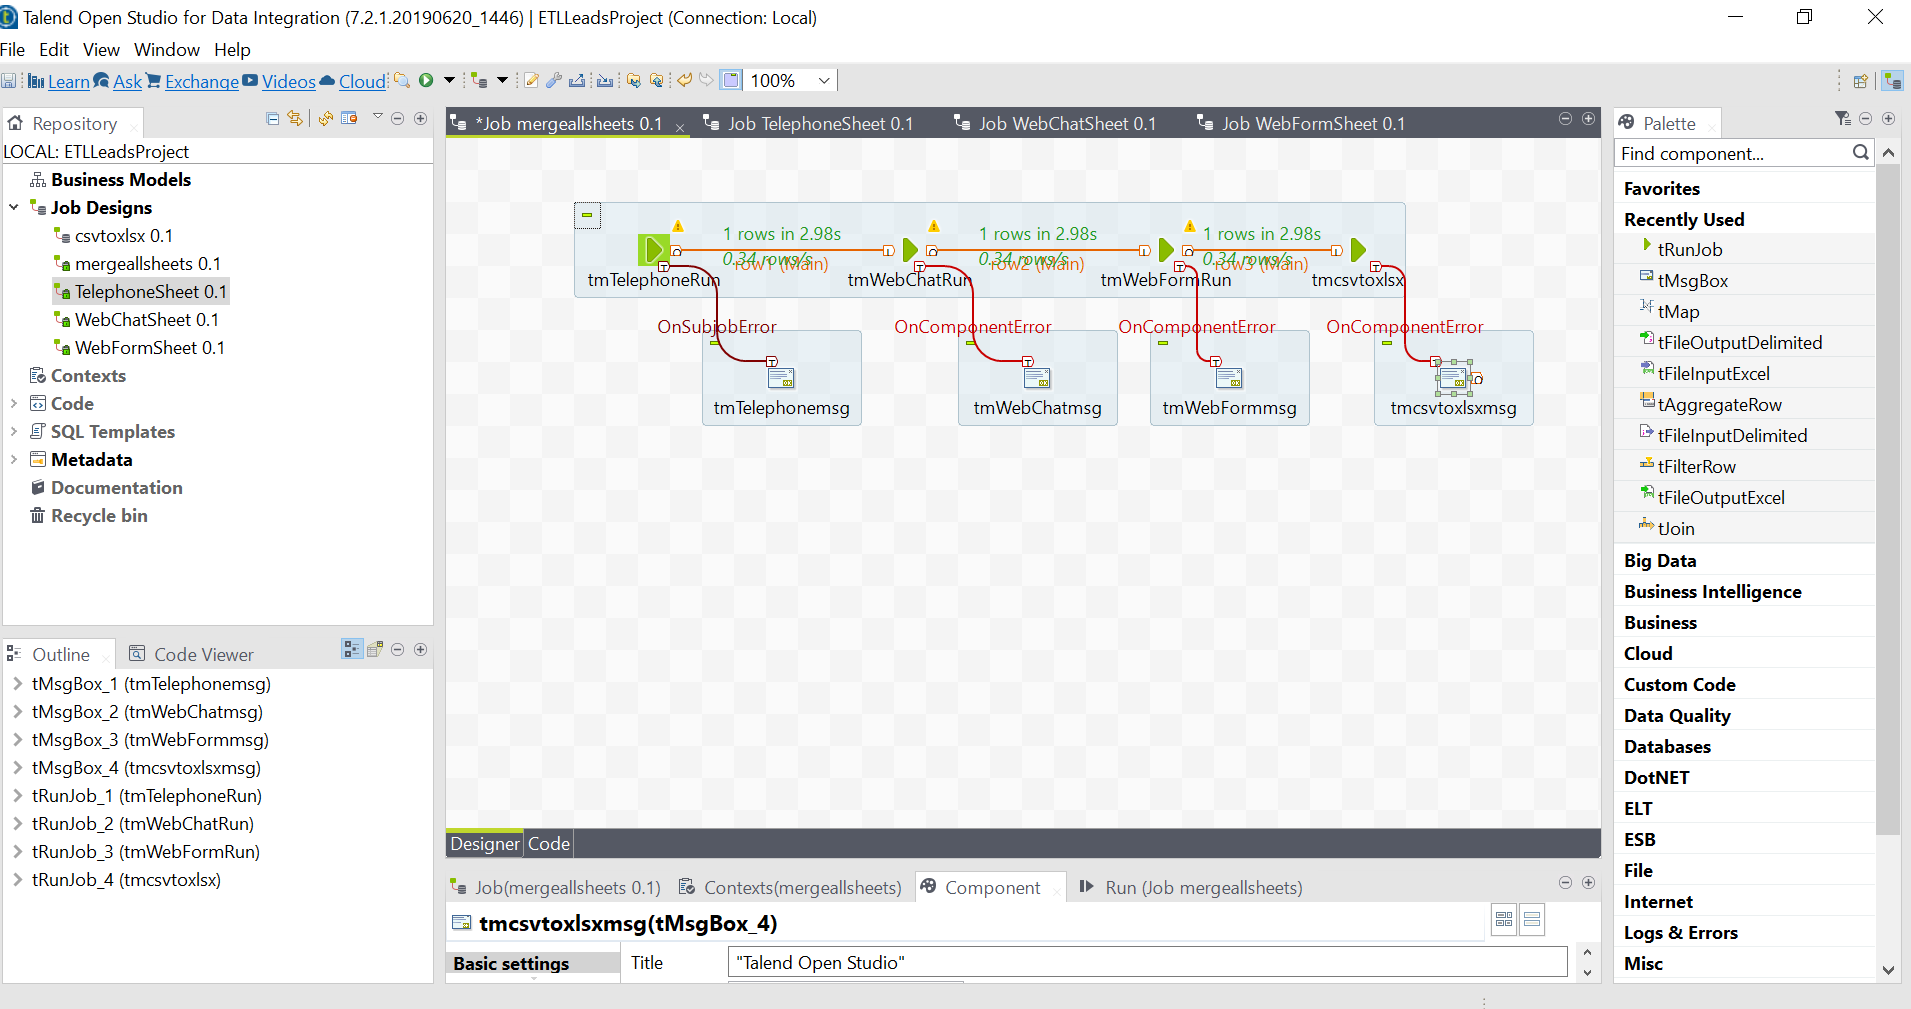 Talend Open Studio for Data Integration (7.2.1.20190620_1446) | ETLLeadsProject (Connection: Local)
File Edit View Window Help
Learn Ask Exchange Videos Cloud 100%
Repository
LOCAL: ETLLeadsProject
Business Models
Job Designs
csvtoxlsx 0.1
mergeallsheets 0.1
TelephoneSheet 0.1
WebChatSheet 0.1
WebFormSheet 0.1
Contexts
Code
SQL Templates
Metadata
Documentation
Recycle bin
Outline Code Viewer
tMsgBox_1 (tmTelephonemsg)
tMsgBox_2 (tmWebChatmsg)
tMsgBox_3 (tmWebFormmsg)
tMsgBox_4 (tmcsvtoxlsxmsg)
tRunJob_1 (tmTelephoneRun)
tRunJob_2 (tmWebChatRun)
tRunJob_3 (tmWebFormRun)
tRunJob_4 (tmcsvtoxlsx)
*Job mergeallsheets 0.1 Job TelephoneSheet 0.1 Job WebChatSheet 0.1 Job WebFormSheet 0.1
1 rows in 2.98s 1 rows in 2.98s 1 rows in 2.98s
0.34 rows/s 0.34 rows/s 0.34 rows/s
row1 (Main) row2 (Main) row3 (Main)
tmTelephoneRun tmWebChatRun tmWebFormRun tmcsvtoxlsx
OnSubjobError OnComponentError OnComponentError OnComponentError
tmTelephonemsg tmWebChatmsg tmWebFormmsg tmcsvtoxlsxmsg
Designer Code
Job(mergeallsheets 0.1) Contexts(mergeallsheets) Component Run (Job mergeallsheets)
tmcsvtoxlsxmsg(tMsgBox_4)
Basic settings Title "Talend Open Studio"
Palette
Find component...
Favorites
Recently Used
tRunJob
tMsgBox
tMap
tFileOutputDelimited
tFileInputExcel
tAggregateRow
tFileInputDelimited
tFilterRow
tFileOutputExcel
tJoin
Big Data
Business Intelligence
Business
Cloud
Custom Code
Data Quality
Databases
DotNET
ELT
ESB
File
Internet
Logs & Errors
Misc